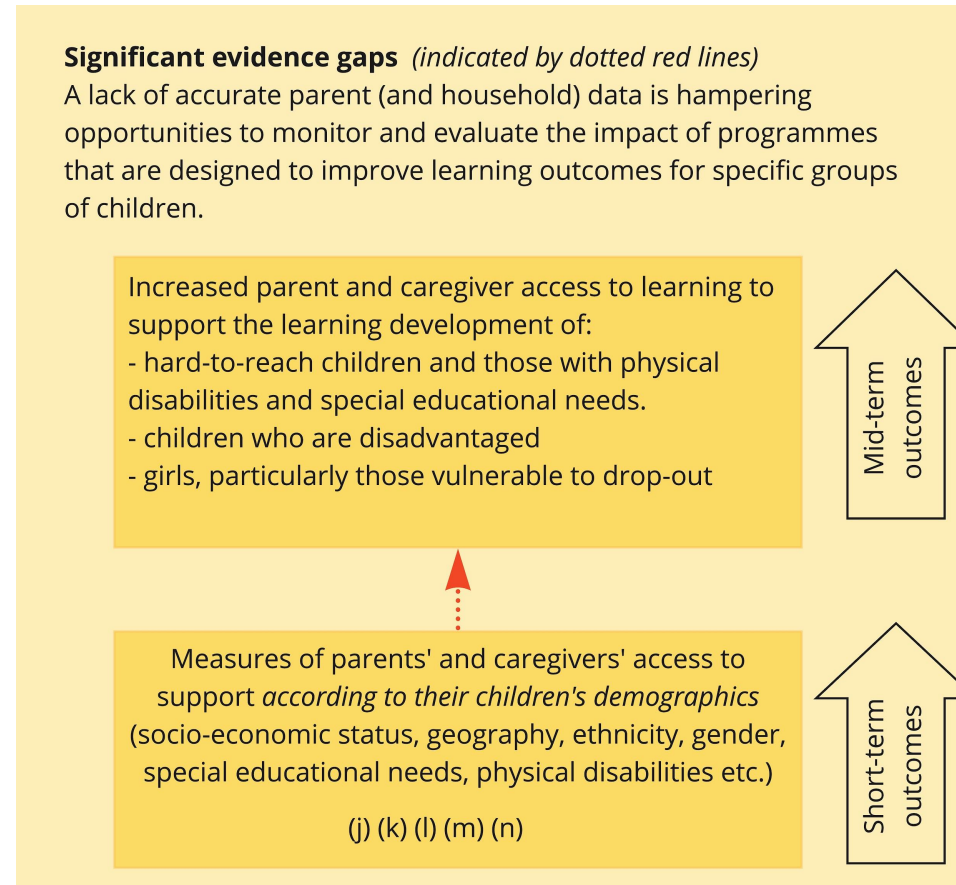 Significant evidence gaps (indicated by dotted red lines)
A lack of accurate parent (and household) data is hampering
opportunities to monitor and evaluate the impact of programmes
that are designed to improve learning outcomes for specific groups
of children.
Increased parent and caregiver access to learning to
support the learning development of:
- hard-to-reach children and those with physical
disabilities and special educational needs.
- children who are disadvantaged
- girls, particularly those vulnerable to drop-out
Mid-term
outcomes
Measures of parents' and caregivers' access to
support according to their children's demographics
(socio-economic status, geography, ethnicity, gender,
special educational needs, physical disabilities etc.)
(j) (k) (l) (m) (n)
Short-term
outcomes